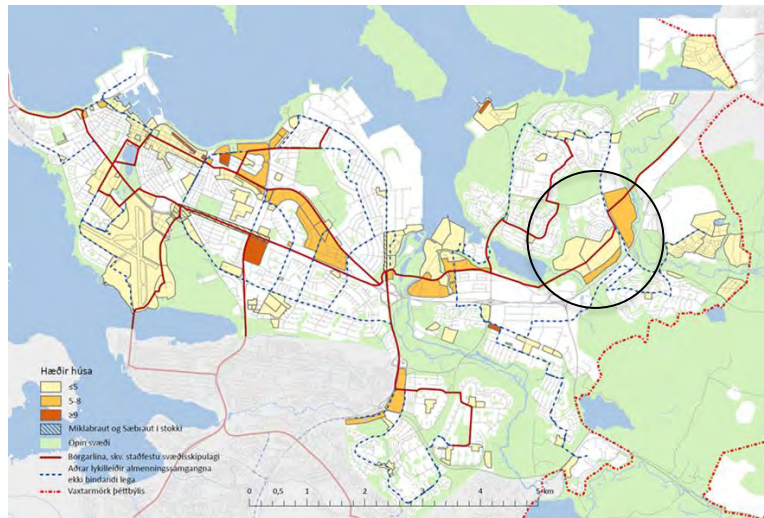 Hæðir húsa
≤5
5-8
≥9
Miklabraut og Sæbraut í stokki
Opin svæði
Borgarlína, skv. staðfestu svæðisskipulagi
Aðrar lykilleiðir almenningssamgangna
ekki bindandi lega
Vaxtarmörk þéttbýlis
0 0,5 1 2 3 4 5 km